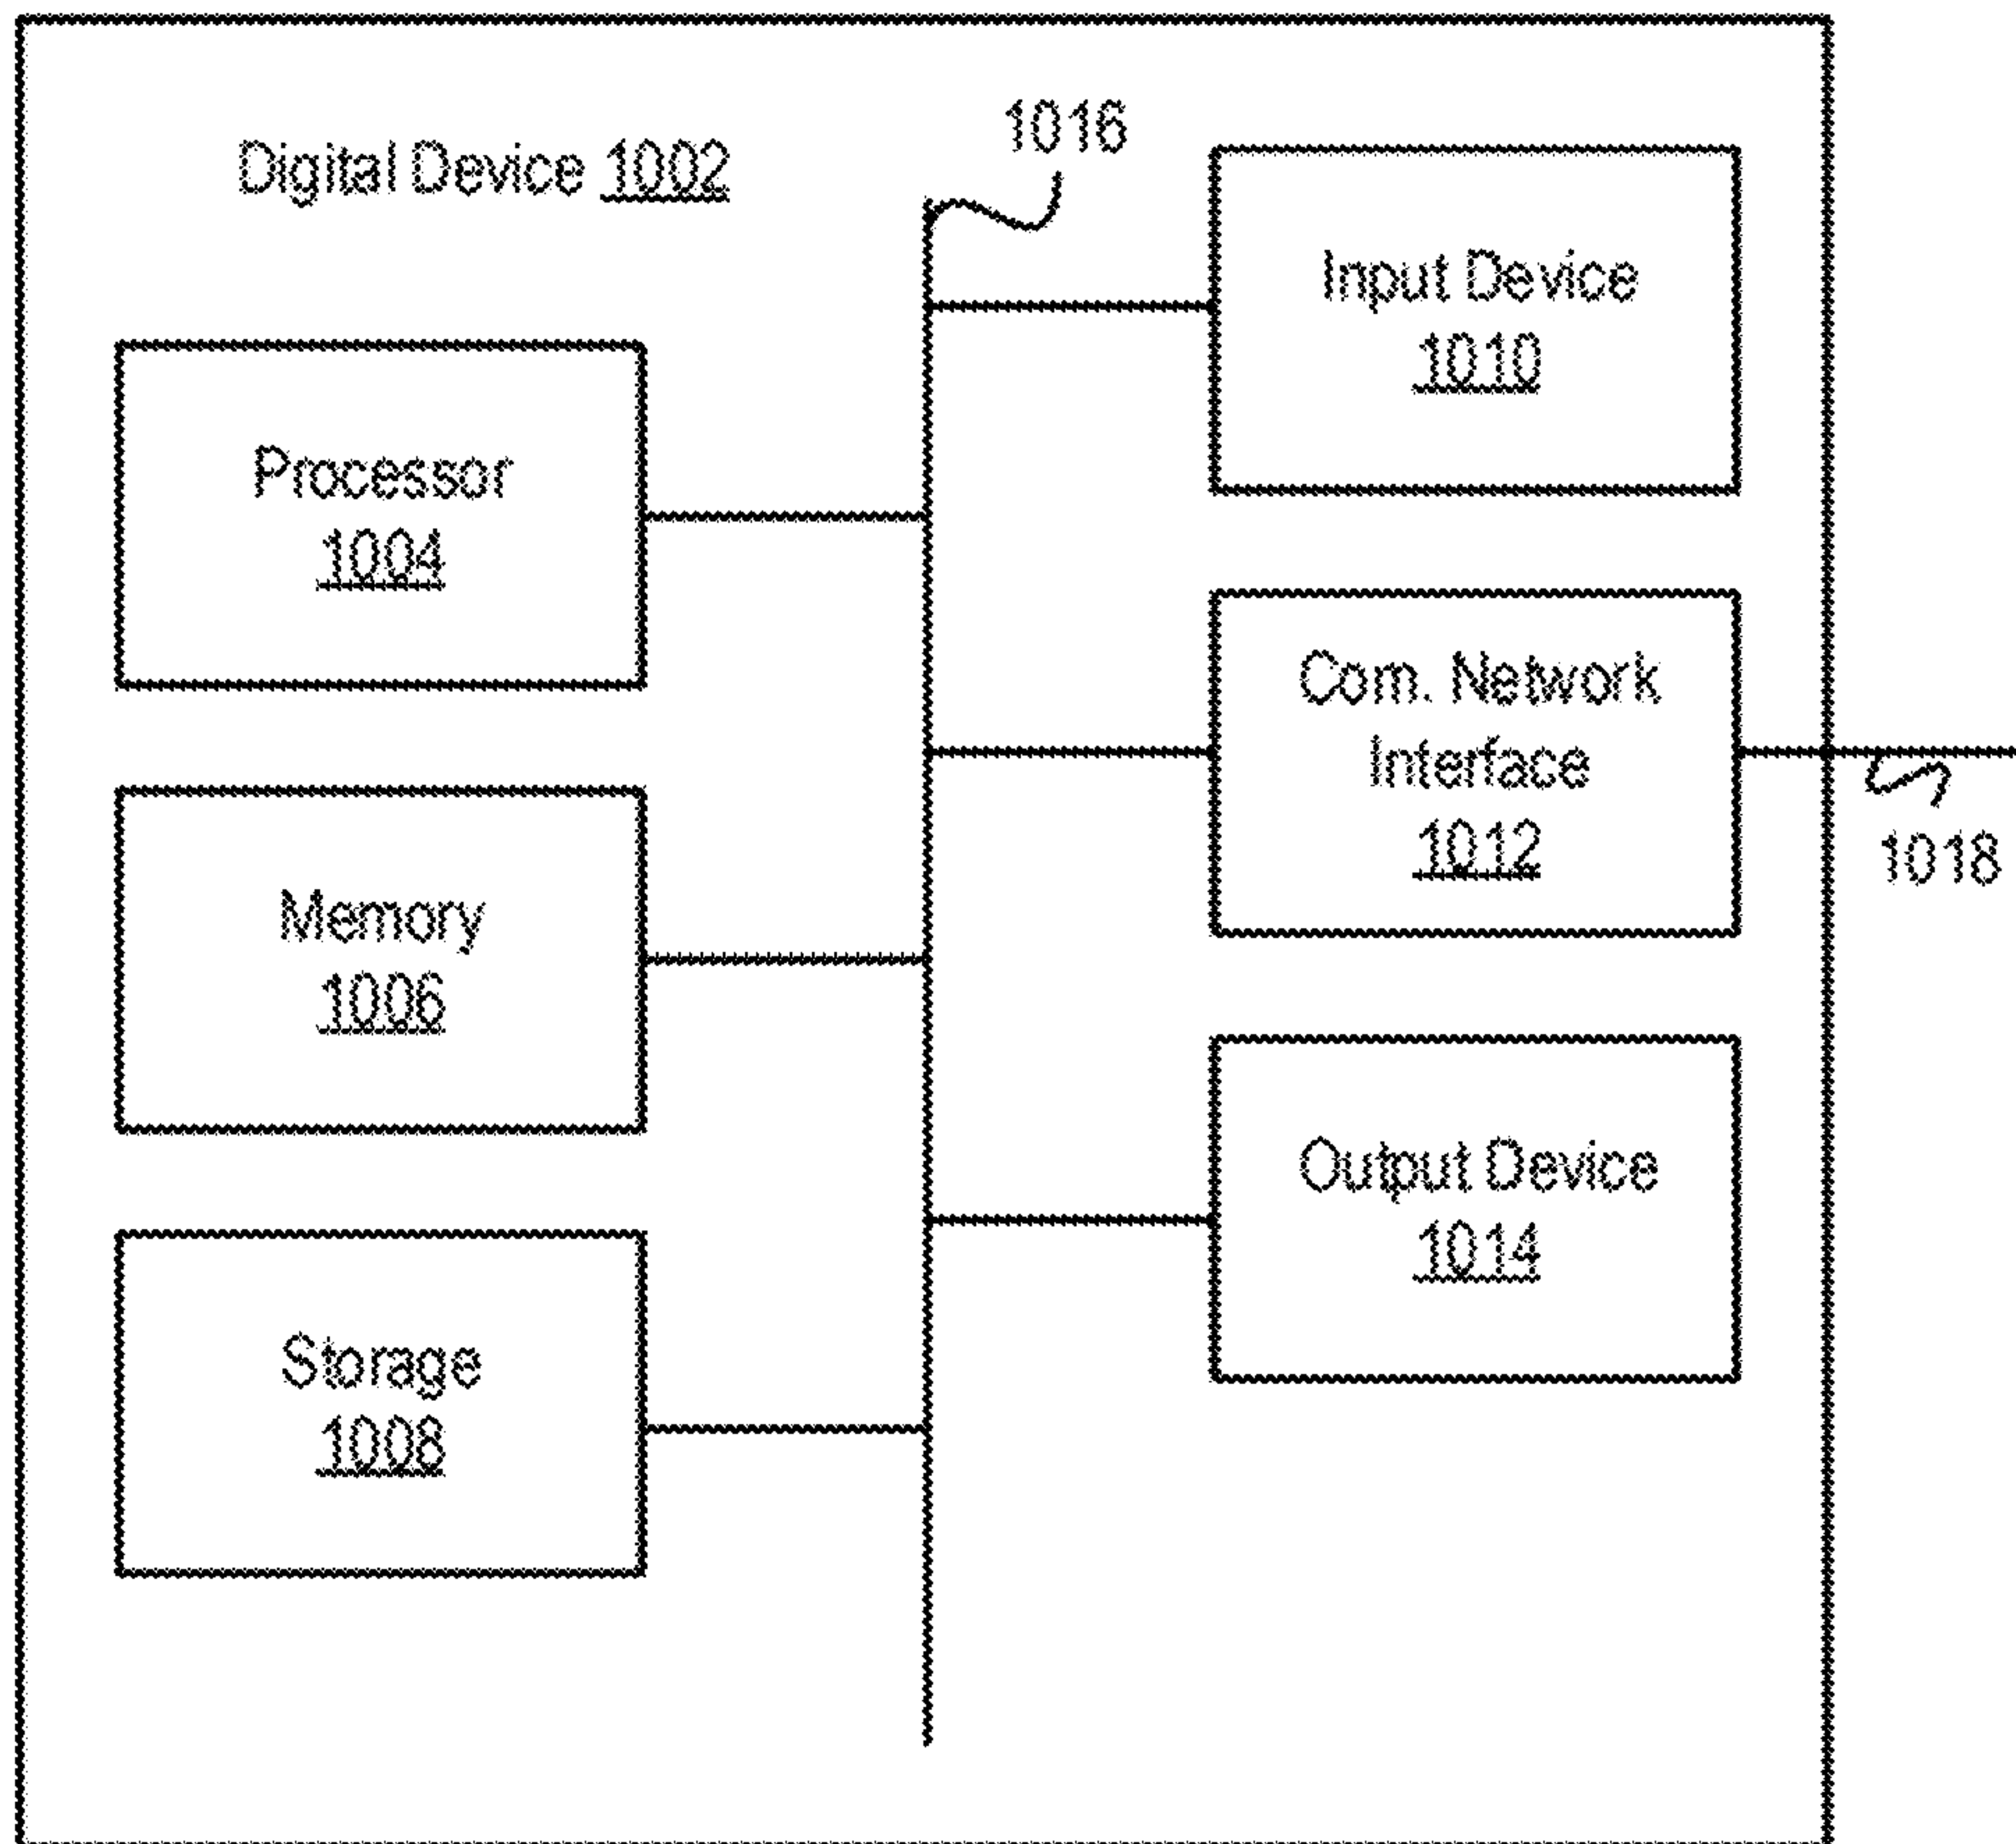 Digital Device 1002
1016
Input Device
1010
Processor
1004
Com. Network
Interface
1012
1018
Memory
1006
Output Device
1014
Storage
1008